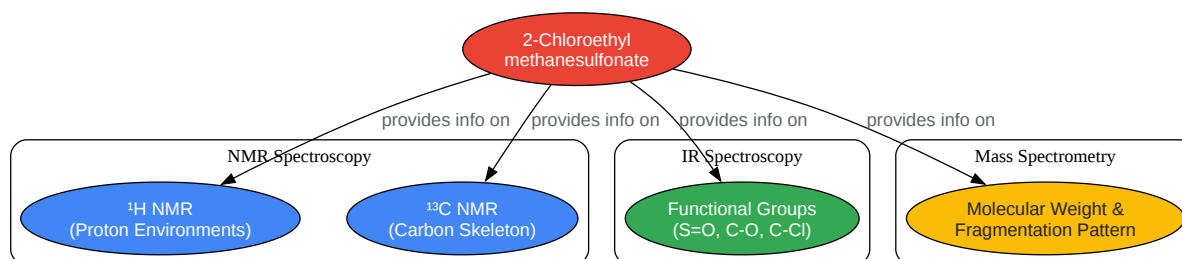 2-Chloroethyl
methanesulfonate
provides info on
provides info on
provides info on
provides info on
NMR Spectroscopy
IR Spectroscopy
Mass Spectrometry
¹H NMR
(Proton Environments)
¹³C NMR
(Carbon Skeleton)
Functional Groups
(S=O, C-O, C-Cl)
Molecular Weight &
Fragmentation Pattern